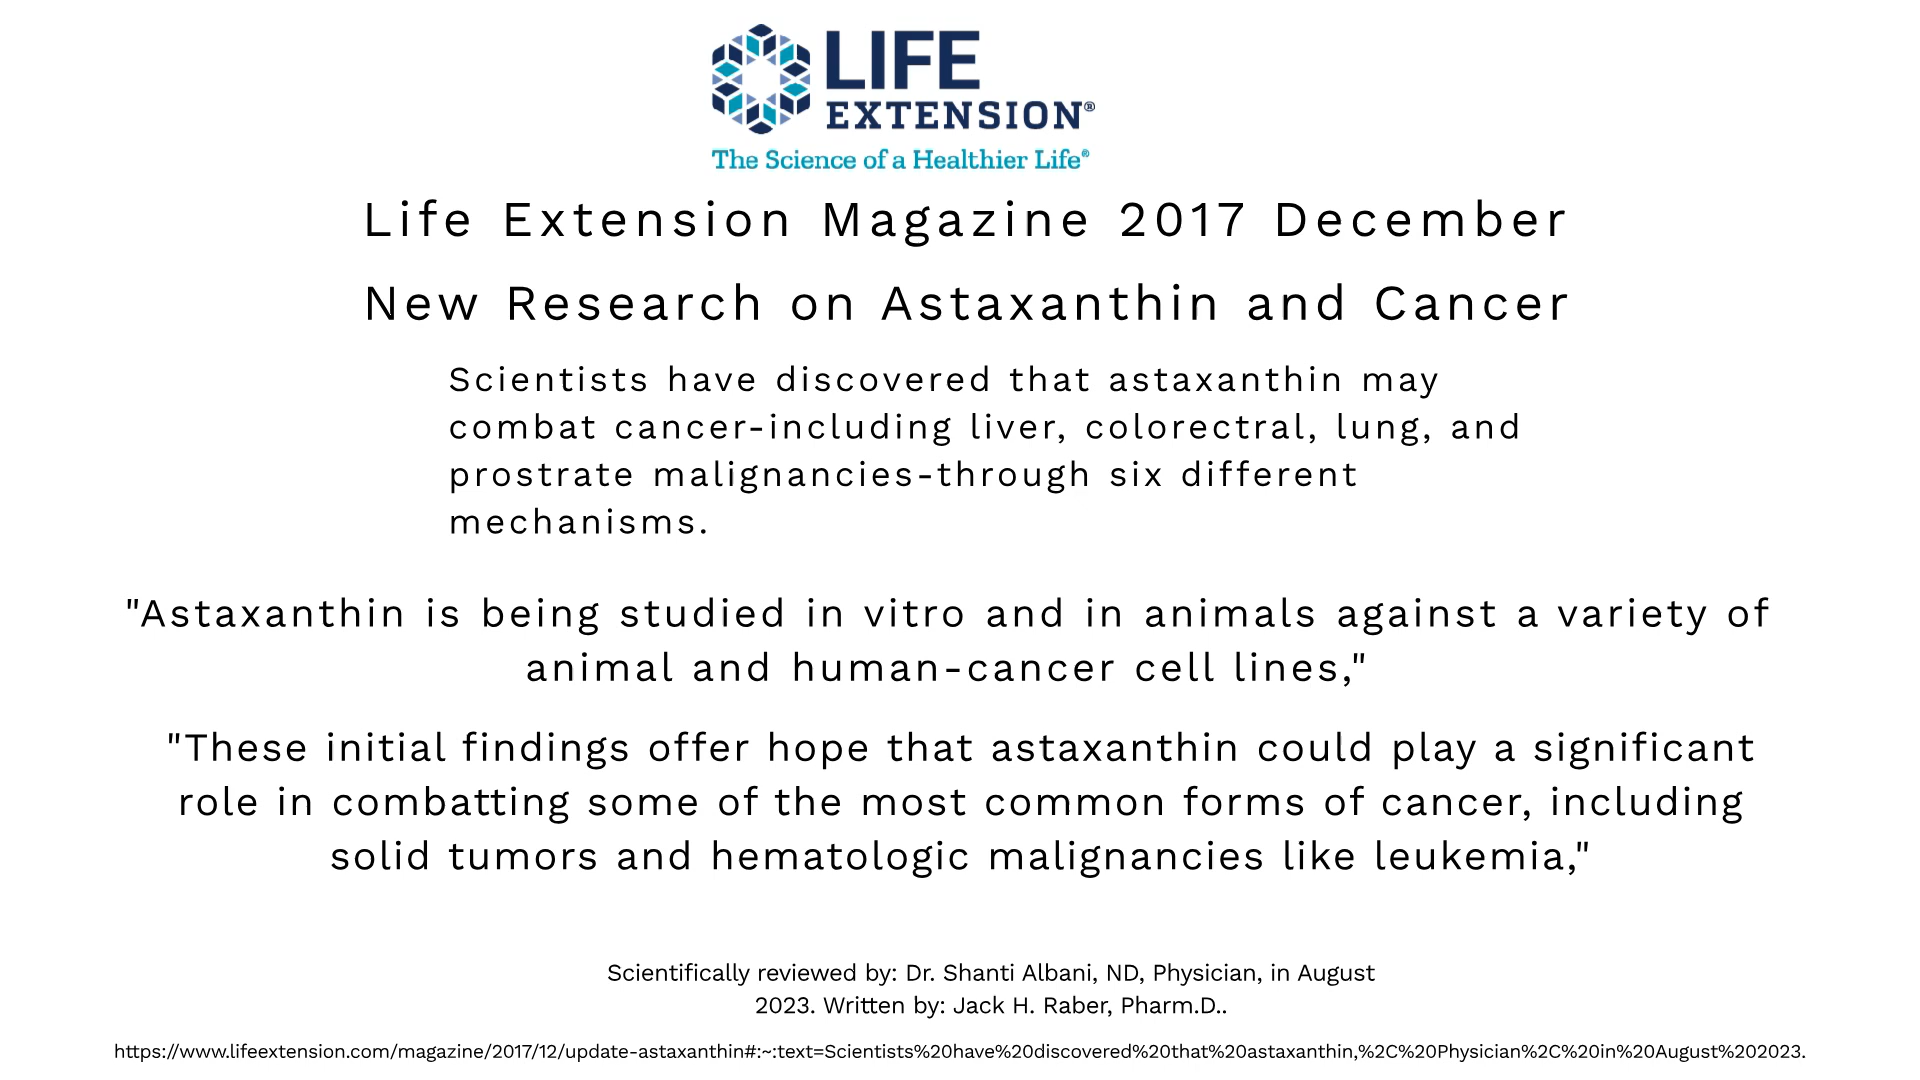 LIFE
EXTENSION®
The Science of a Healthier Life®
Life Extension Magazine 2017 December
New Research on Astaxanthin and Cancer
Scientists have discovered that astaxanthin may
combat cancer-including liver, colorectral, lung, and
prostrate malignancies-through six different
mechanisms.
"Astaxanthin is being studied in vitro and in animals against a variety of
animal and human-cancer cell lines,"
"These initial findings offer hope that astaxanthin could play a significant
role in combatting some of the most common forms of cancer, including
solid tumors and hematologic malignancies like leukemia,"
Scientifically reviewed by: Dr. Shanti Albani, ND, Physician, in August
2023. Written by: Jack H. Raber, Pharm.D..
https://www.lifeextension.com/magazine/2017/12/update-astaxanthin#:~:text=Scientists%20have%20discovered%20that%20astaxanthin,%2C%20Physician%2C%20in%20August%202023.